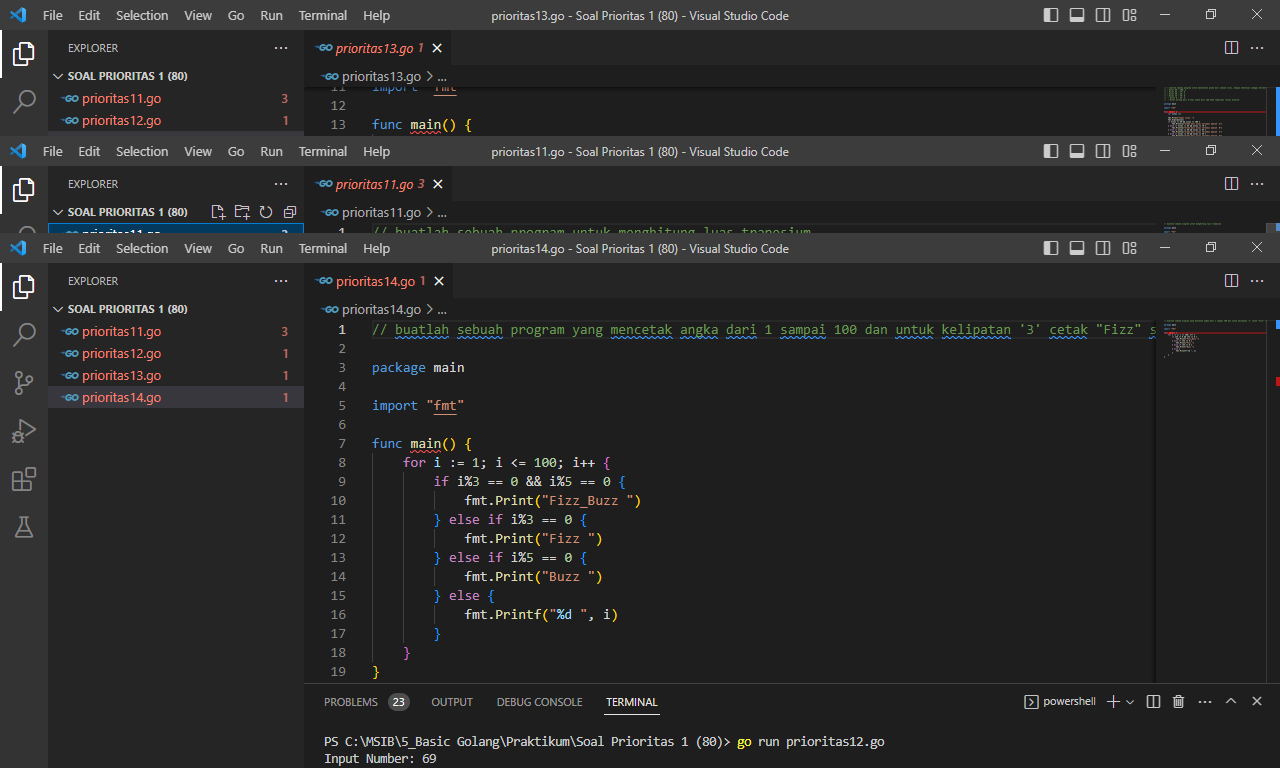 File Edit Selection View Go Run Terminal Help prioritas13.go - Soal Prioritas 1 (80) - Visual Studio Code
EXPLORER ... prioritas13.go 1
SOAL PRIORITAS 1 (80) prioritas13.go > ...
prioritas11.go 3
prioritas12.go 1
11 import "fmt"
12
13 func main() {
File Edit Selection View Go Run Terminal Help prioritas11.go - Soal Prioritas 1 (80) - Visual Studio Code
EXPLORER ... prioritas11.go 3
SOAL PRIORITAS 1 (80) prioritas11.go > ...
prioritas11.go 3
1 // buatlah sebuah program untuk menghitung luas trapesium
File Edit Selection View Go Run Terminal Help prioritas14.go - Soal Prioritas 1 (80) - Visual Studio Code
EXPLORER ... prioritas14.go 1
SOAL PRIORITAS 1 (80) prioritas14.go > ...
prioritas11.go 3
prioritas12.go 1
prioritas13.go 1
prioritas14.go 1
1 // buatlah sebuah program yang mencetak angka dari 1 sampai 100 dan untuk kelipatan '3' cetak "Fizz" s
2
3 package main
4
5 import "fmt"
6
7 func main() {
8 for i := 1; i <= 100; i++ {
9 if i%3 == 0 && i%5 == 0 {
10 fmt.Print("Fizz_Buzz ")
11 } else if i%3 == 0 {
12 fmt.Print("Fizz ")
13 } else if i%5 == 0 {
14 fmt.Print("Buzz ")
15 } else {
16 fmt.Printf("%d ", i)
17 }
18 }
19 }
PROBLEMS 23 OUTPUT DEBUG CONSOLE TERMINAL powershell
PS C:\MSIB\5_Basic Golang\Praktikum\Soal Prioritas 1 (80)> go run prioritas12.go
Input Number: 69